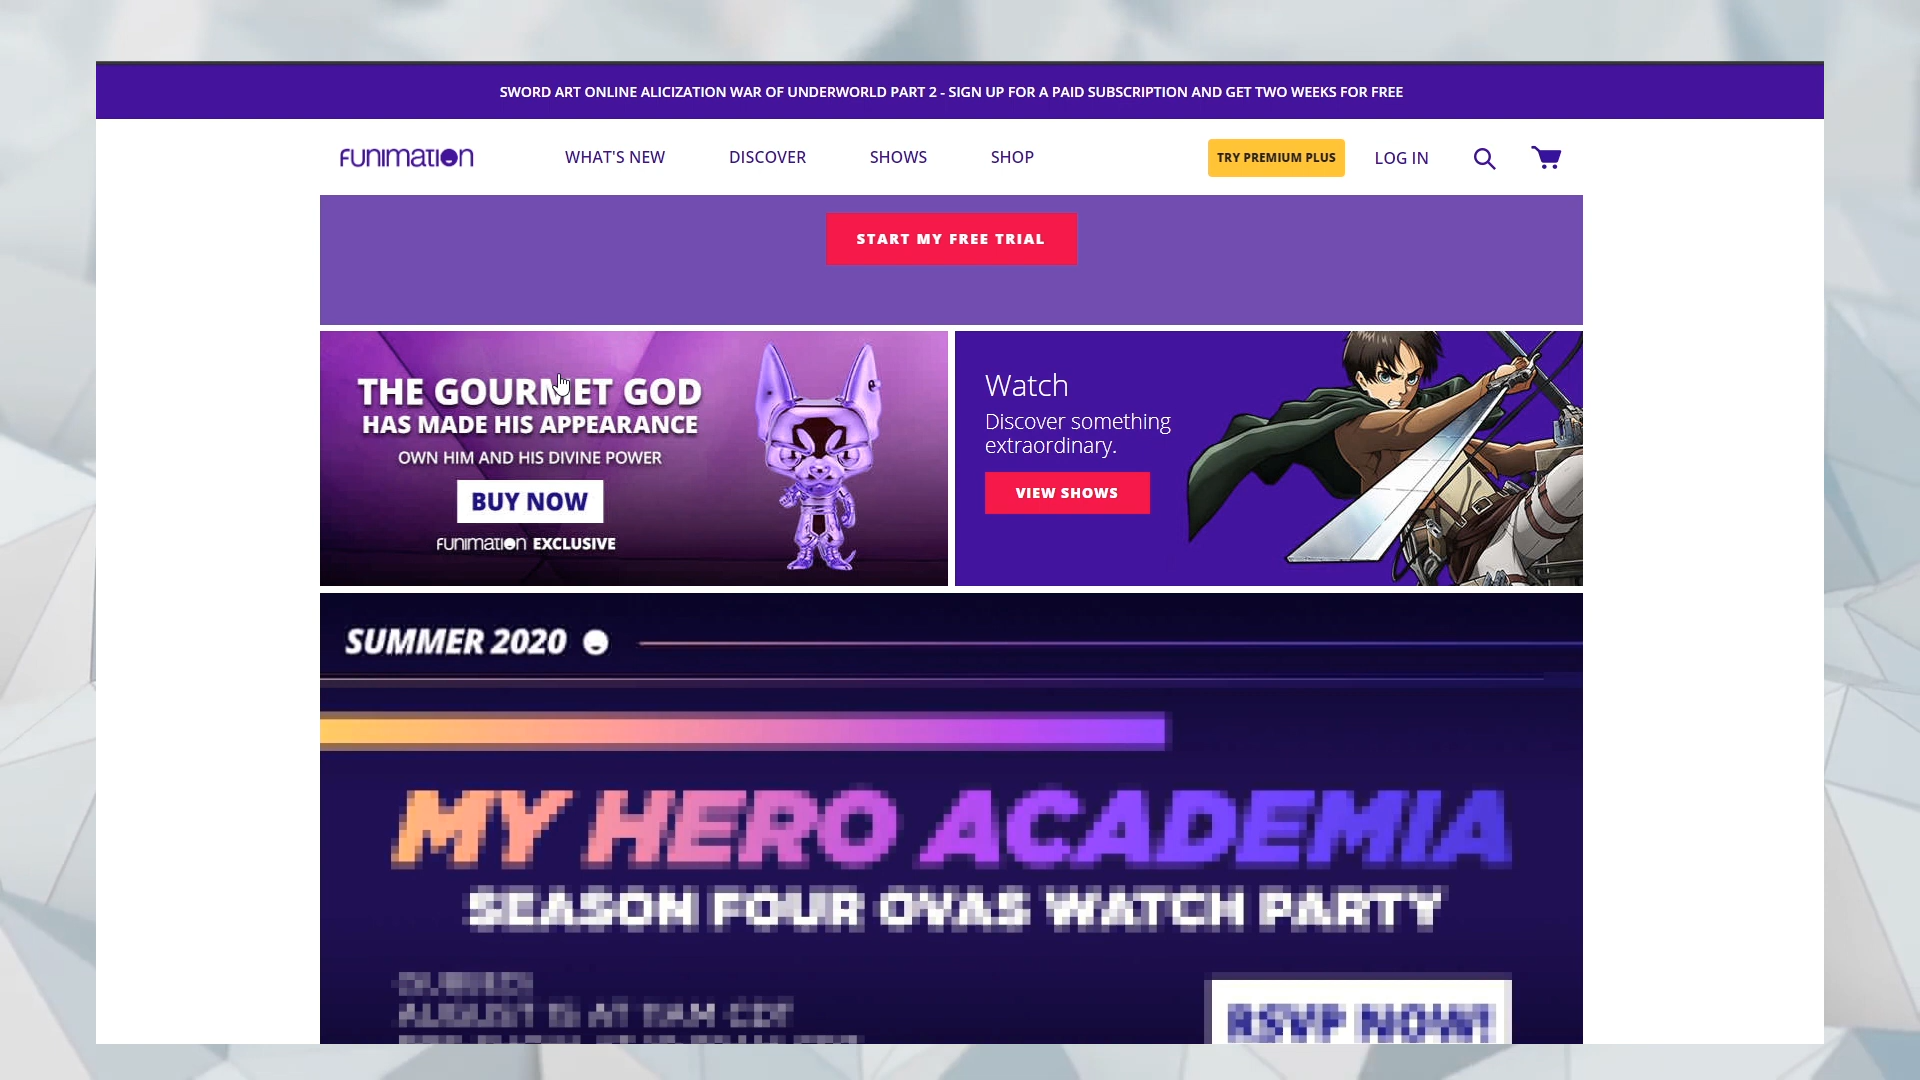 SWORD ART ONLINE ALICIZATION WAR OF UNDERWORLD PART 2 - SIGN UP FOR A PAID SUBSCRIPTION AND GET TWO WEEKS FOR FREE
FUNIMATION WHAT'S NEW DISCOVER SHOWS SHOP TRY PREMIUM PLUS LOG IN
START MY FREE TRIAL
THE GOURMET GOD
HAS MADE HIS APPEARANCE
OWN HIM AND HIS DIVINE POWER
BUY NOW
FUNIMATION EXCLUSIVE
Watch
Discover something
extraordinary.
VIEW SHOWS
SUMMER 2020
MY HERO ACADEMIA
SEASON FOUR OVAS WATCH PARTY
RSVP NOW!